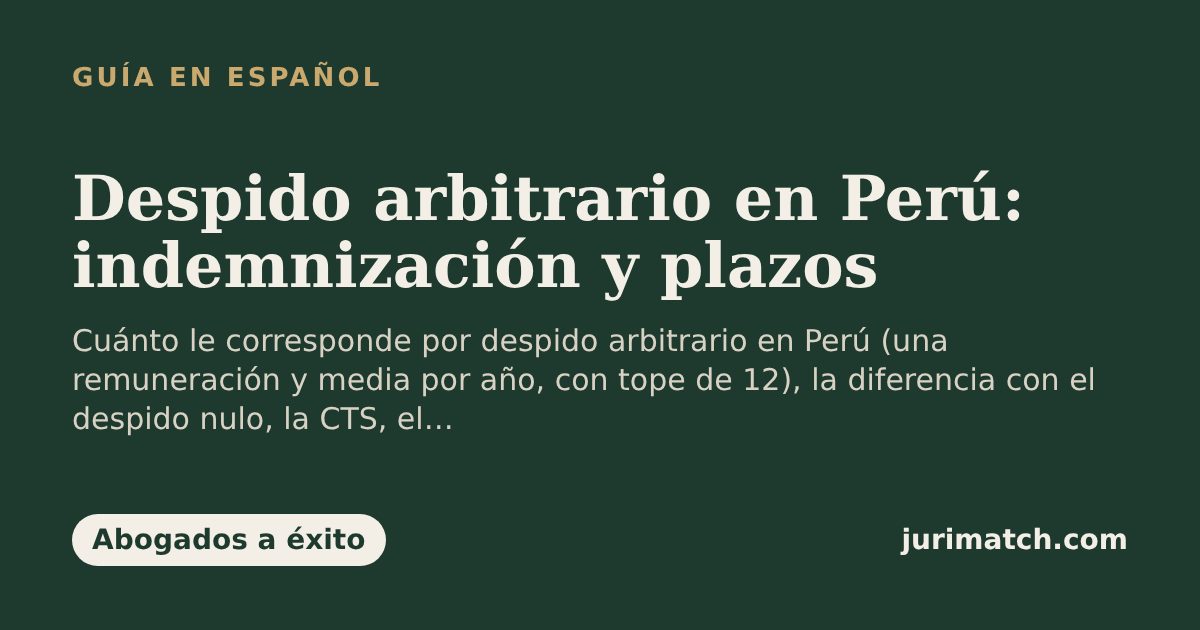 GUÍA EN ESPAÑOL
Despido arbitrario en Perú:
indemnización y plazos
Cuánto le corresponde por despido arbitrario en Perú (una
remuneración y media por año, con tope de 12), la diferencia con el
despido nulo, la CTS, el…
Abogados a éxito
jurimatch.com